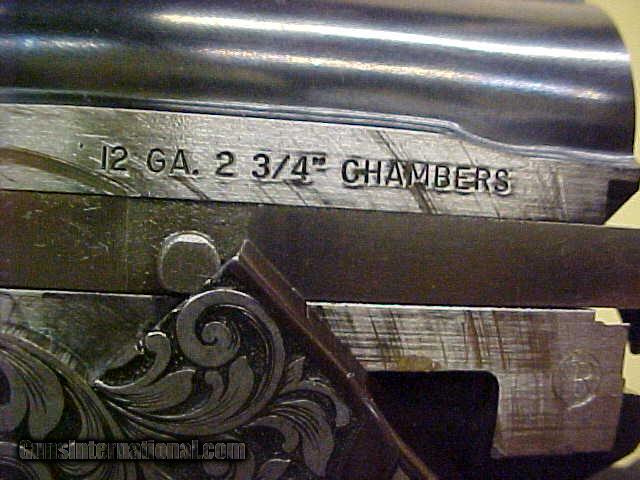 12 GA. 2 3/4" CHAMBERS
GunsInternational.com